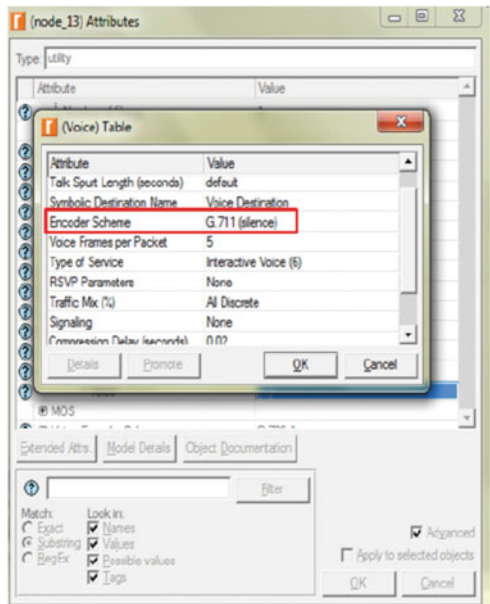 (node_13) Attributes
Type: utility
Attribute Value
(Voice) Table
Attribute Value
Talk Spurt Length (seconds) default
Symbolic Destination Name Voice Destination
Encoder Scheme G.711 (silence)
Voice Frames per Packet 5
Type of Service Interactive Voice (6)
RSVP Parameters None
Traffic Mix (%) All Discrete
Signaling None
Compression Delay (seconds) 0.02
Details Promote OK Cancel
MOS
Extended Attrs. Model Details Object Documentation
Filter
Match: Look in:
Exact Names
Substring Values
RegEx Possible values
Tags
Advanced
Apply to selected objects
OK Cancel